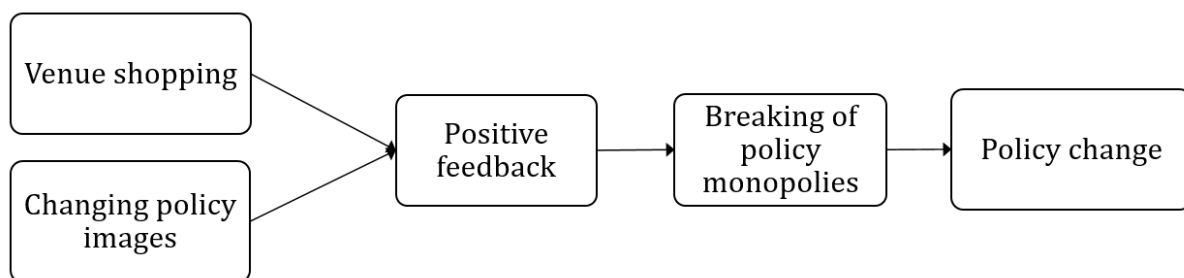 Venue shopping
Changing policy
images
Positive
feedback
Breaking of
policy
monopolies
Policy change